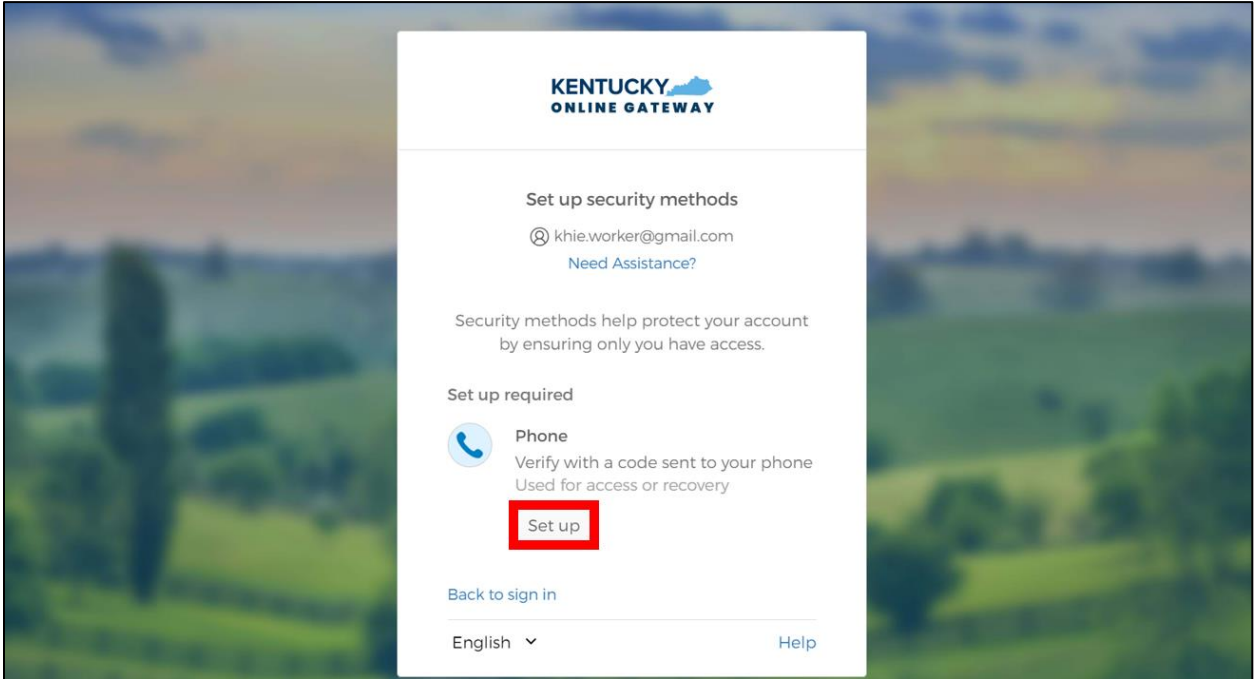 KENTUCKY
ONLINE GATEWAY
Set up security methods
khie.worker@gmail.com
Need Assistance?
Security methods help protect your account
by ensuring only you have access.
Set up required
Phone
Verify with a code sent to your phone
Used for access or recovery
Set up
Back to sign in
English
Help